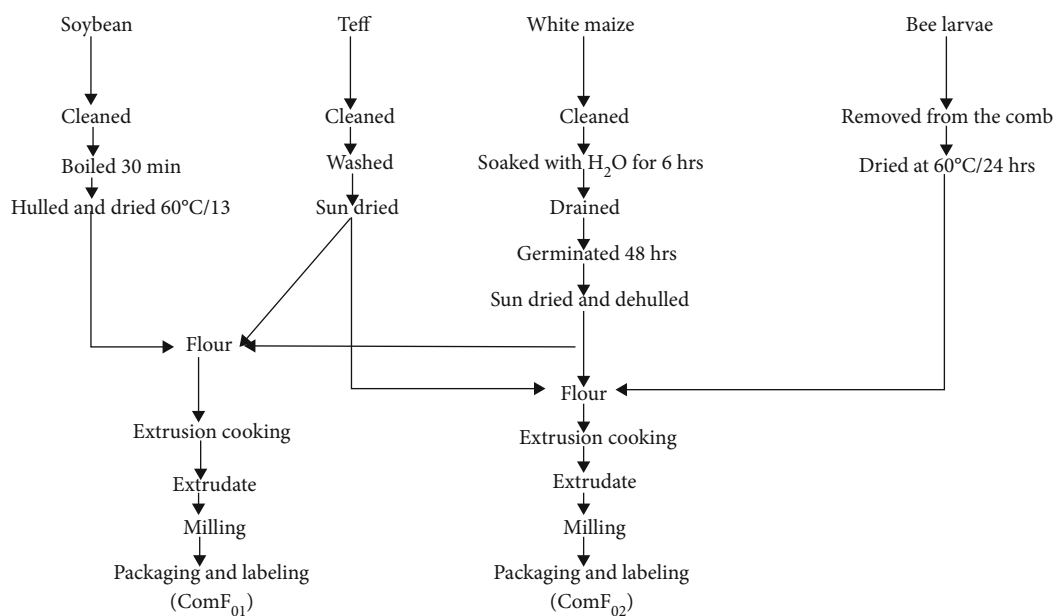 Soybean
Teff
White maize
Bee larvae
Cleaned
Cleaned
Cleaned
Removed from the comb
Boiled 30 min
Washed
Soaked with H₂O for 6 hrs
Dried at 60°C/24 hrs
Hulled and dried 60°C/13
Sun dried
Drained
Germinated 48 hrs
Sun dried and dehulled
Flour
Flour
Extrusion cooking
Extrusion cooking
Extrudate
Extrudate
Milling
Milling
Packaging and labeling
(ComF₀₁)
Packaging and labeling
(ComF₀₂)